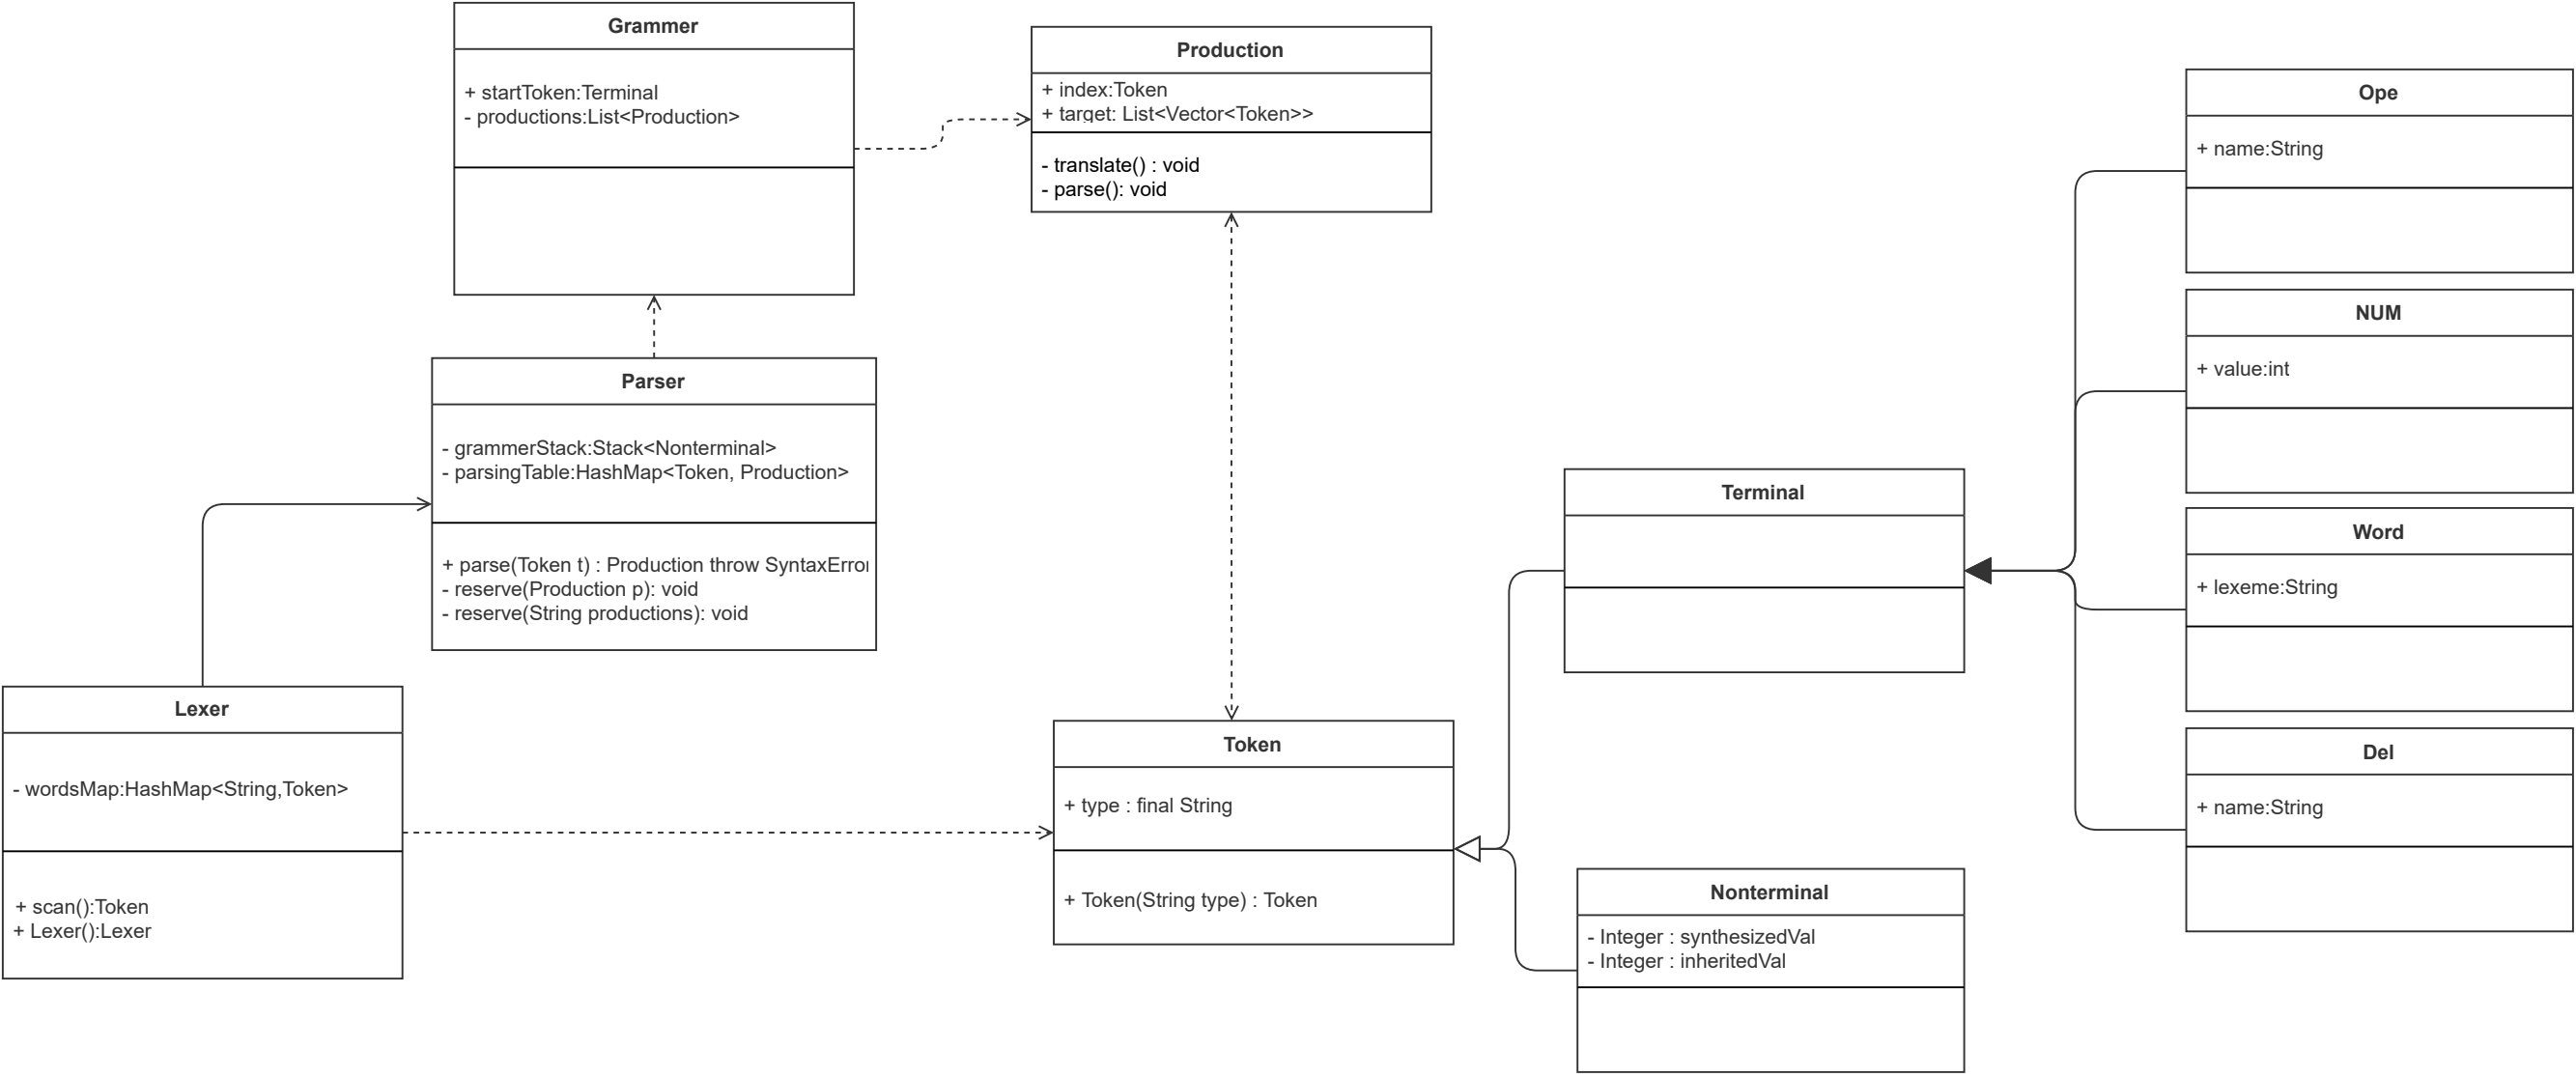 Grammer
+ startToken:Terminal
- productions:List<Production>
Production
+ index:Token
+ target: List<Vector<Token>>
- translate() : void
- parse(): void
Ope
+ name:String
NUM
+ value:int
Parser
- grammerStack:Stack<Nonterminal>
- parsingTable:HashMap<Token, Production>
+ parse(Token t) : Production throw SyntaxError
- reserve(Production p): void
- reserve(String productions): void
Terminal
Word
+ lexeme:String
Lexer
- wordsMap:HashMap<String,Token>
+ scan():Token
+ Lexer():Lexer
Token
+ type : final String
+ Token(String type) : Token
Del
+ name:String
Nonterminal
- Integer : synthesizedVal
- Integer : inheritedVal